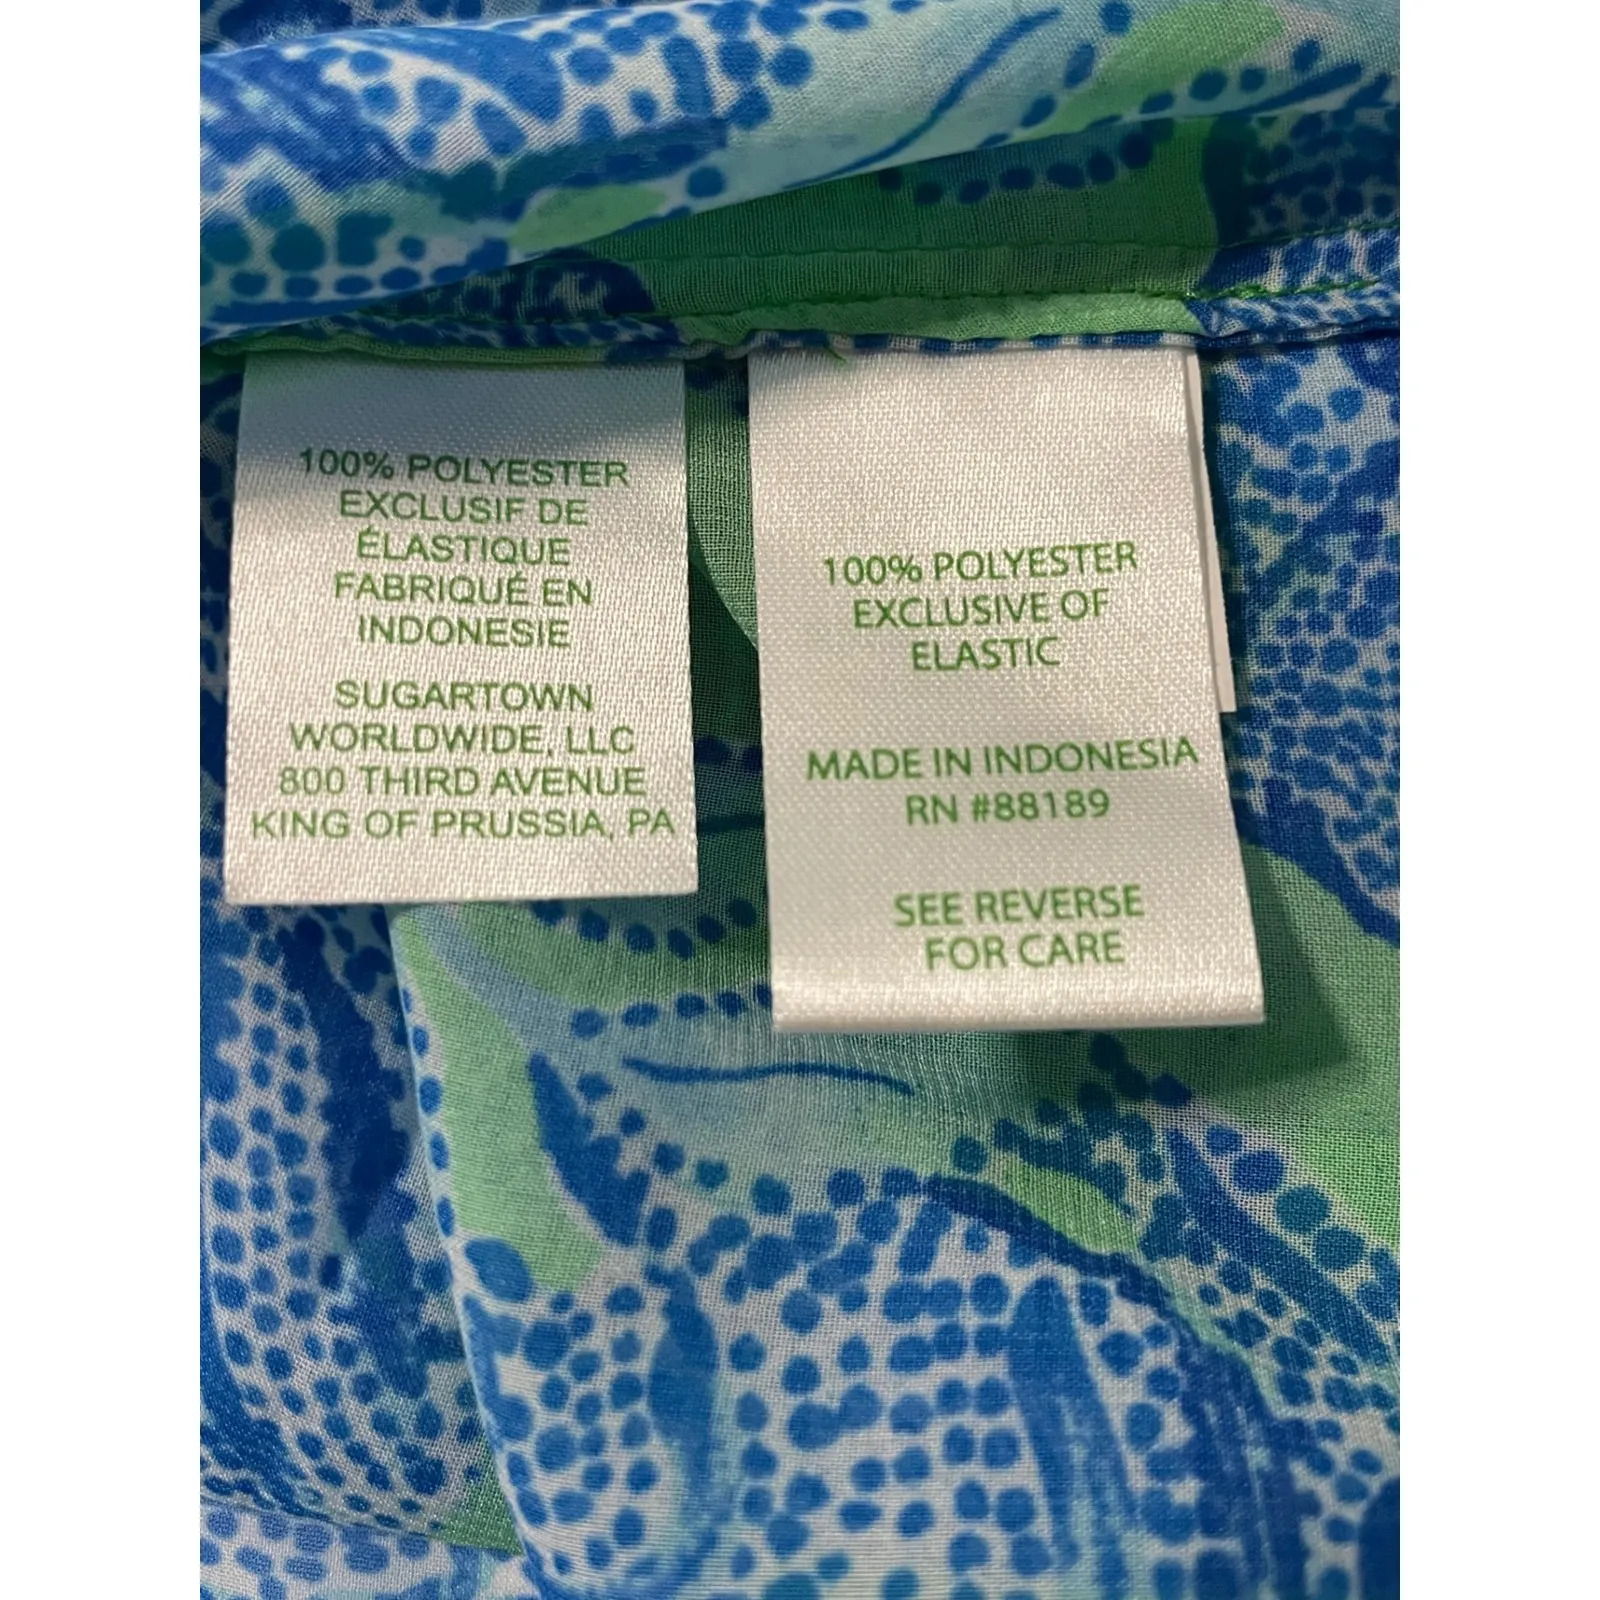 100% POLYESTER
EXCLUSIF DE
ÉLASTIQUE
FABRIQUÉ EN
INDONESIE
SUGARTOWN
WORLDWIDE, LLC
800 THIRD AVENUE
KING OF PRUSSIA, PA
100% POLYESTER
EXCLUSIVE OF
ELASTIC
MADE IN INDONESIA
RN #88189
SEE REVERSE
FOR CARE